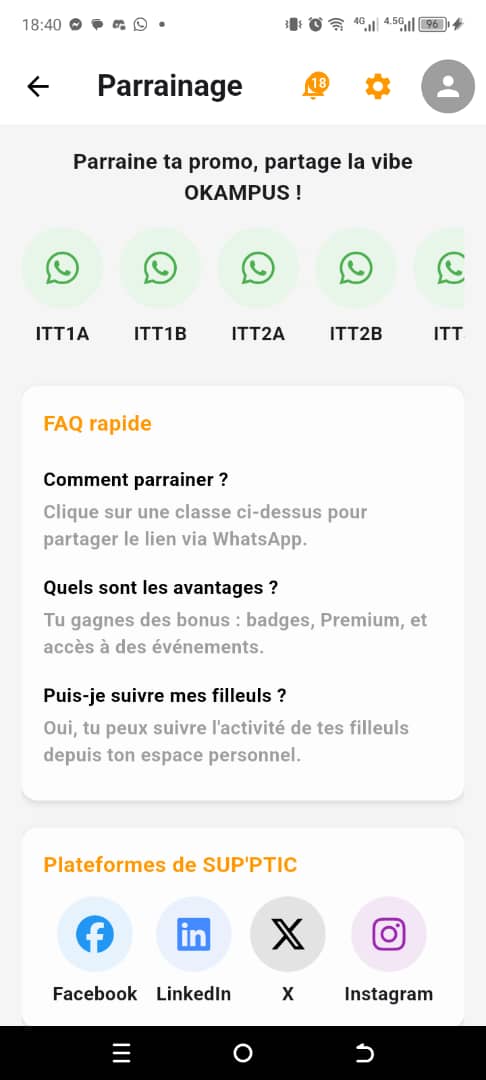 18:40
4G
4.5G
96
Parrainage
18
Parraine ta promo, partage la vibe
OKAMPUS !
ITT1A
ITT1B
ITT2A
ITT2B
ITT
FAQ rapide
Comment parrainer ?
Clique sur une classe ci-dessus pour
partager le lien via WhatsApp.
Quels sont les avantages ?
Tu gagnes des bonus : badges, Premium, et
accès à des événements.
Puis-je suivre mes filleuls ?
Oui, tu peux suivre l'activité de tes filleuls
depuis ton espace personnel.
Plateformes de SUP'PTIC
Facebook
LinkedIn
X
Instagram